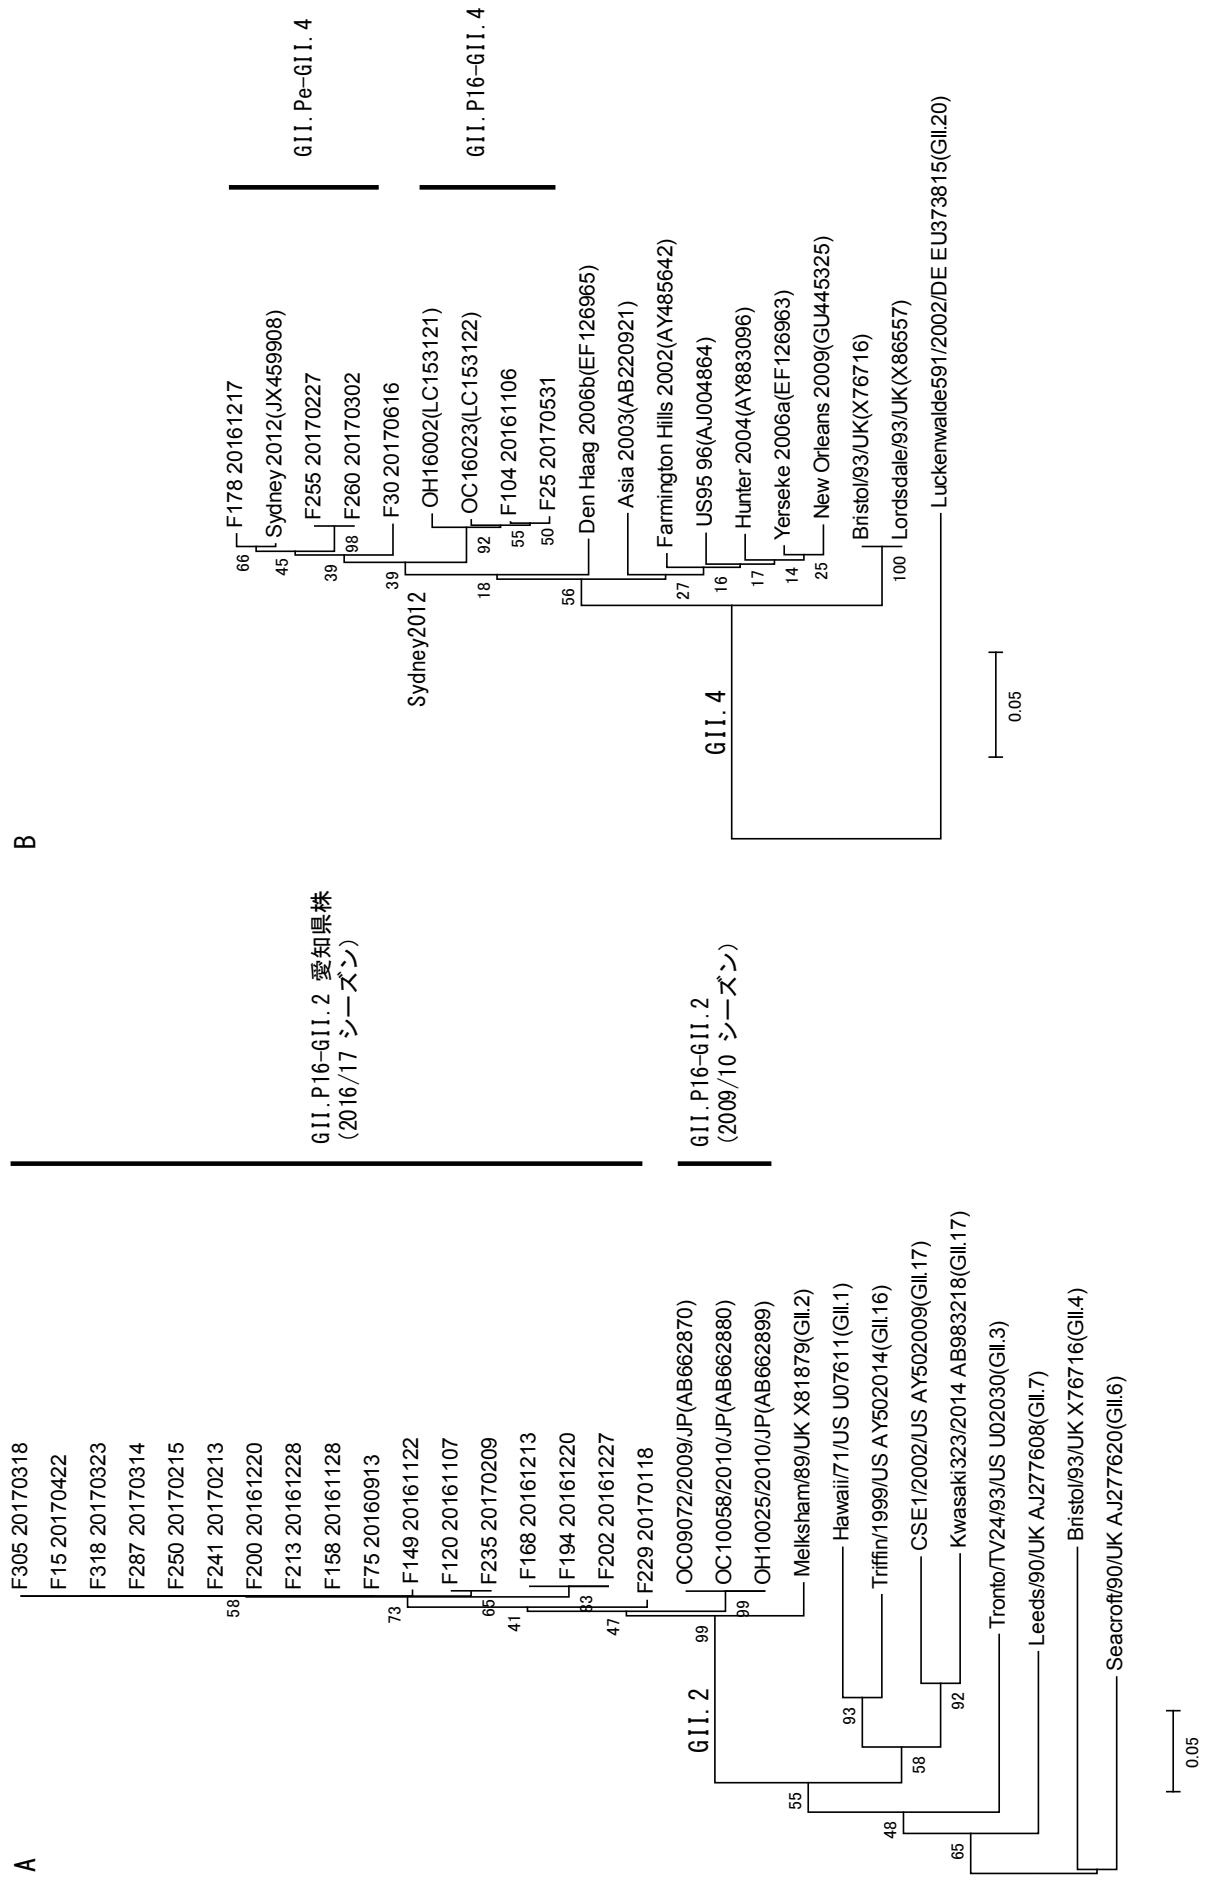 A
F305 20170318
F15 20170422
F318 20170323
F287 20170314
F250 20170215
F241 20170213
F200 20161220
F213 20161228
F158 20161128
F75 20160913
F149 20161122
F120 20161107
F235 20170209
F168 20161213
F194 20161220
F202 20161227
F229 20170118
OC09072/2009/JP(AB662870)
OC10058/2010/JP(AB662880)
OH10025/2010/JP(AB662899)
Melksham/89/UK X81879(GII.2)
Hawaii/71/US U07611(GII.1)
Triffin/1999/US AY502014(GII.16)
CSE1/2002/US AY502009(GII.17)
Kwasaki323/2014 AB983218(GII.17)
Tronto/TV24/93/US U02030(GII.3)
Leeds/90/UK AJ277608(GII.7)
Bristol/93/UK X76716(GII.4)
Seacroft/90/UK AJ277620(GII.6)
58
73
65
83
41
47
99
99
93
92
58
55
48
65
GII.2
GII.P16-GII.2 愛知県株
(2016/17 シーズン)
GII.P16-GII.2
(2009/10 シーズン)
0.05
B
F178 20161217
Sydney 2012(JX459908)
F255 20170227
F260 20170302
F30 20170616
OH16002(LC153121)
OC16023(LC153122)
F104 20161106
F25 20170531
Den Haag 2006b(EF126965)
Asia 2003(AB220921)
Farmington Hills 2002(AY485642)
US95 96(AJ004864)
Hunter 2004(AY883096)
Yerseke 2006a(EF126963)
New Orleans 2009(GU445325)
Bristol/93/UK(X76716)
Lordsdale/93/UK(X86557)
Luckenwalde591/2002/DE EU373815(GII.20)
66
45
39
98
39
92
55
50
18
56
27
16
17
14
25
100
Sydney2012
GII.4
GII.Pe-GII.4
GII.P16-GII.4
0.05